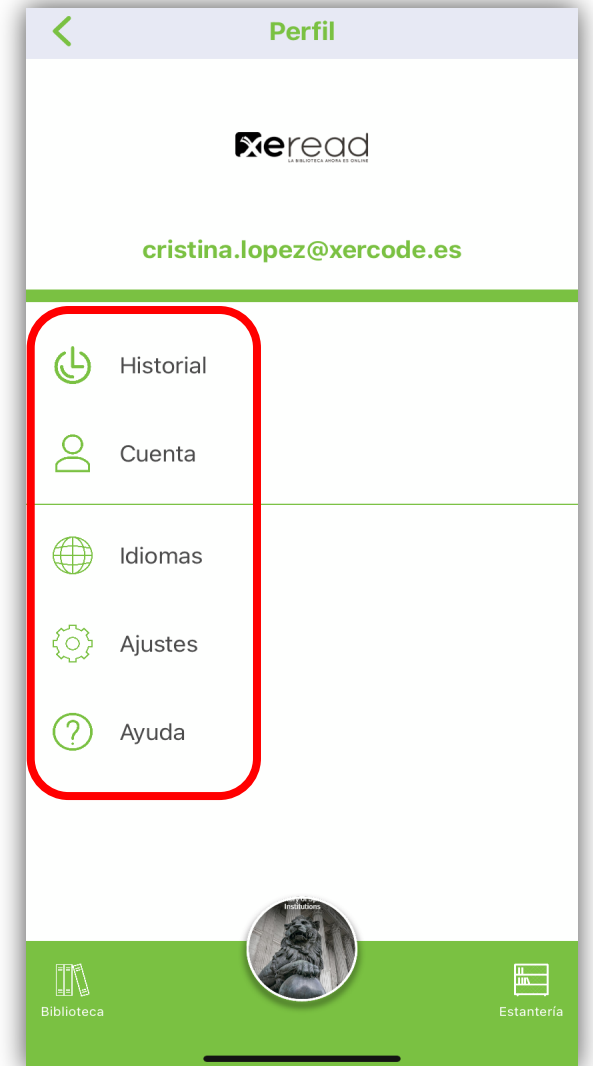 Perfil
xeread
LA BIBLIOTECA AHORA ES ONLINE
cristina.lopez@xercode.es
Historial
Cuenta
Idiomas
Ajustes
Ayuda
Institutions
Biblioteca
Estantería